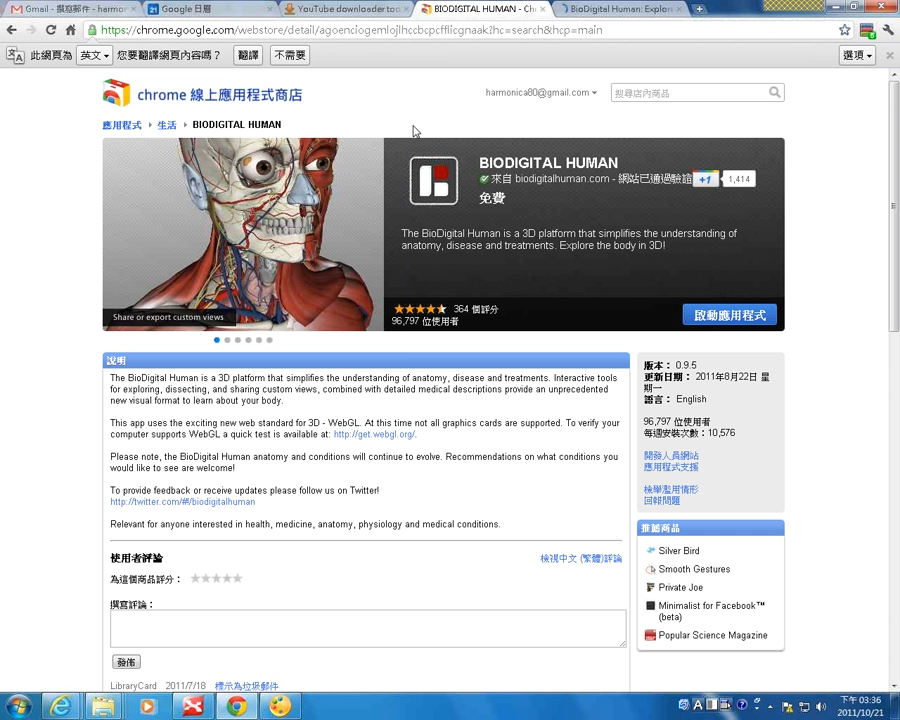 Gmail - 撰寫郵件 - harmon
Google 日曆
YouTube downloader too
BIODIGITAL HUMAN - Ch
BioDigital Human: Explor
https://chrome.google.com/webstore/detail/agoenciogemlojlhccbcpcfflicgnaak?hc=search&hcp=main
此網頁為 英文 您要翻譯網頁內容嗎? 翻譯 不需要 選項
chrome 線上應用程式商店
harmonica80@gmail.com
搜尋店內商品
應用程式 生活 BIODIGITAL HUMAN
BIODIGITAL HUMAN
來自 biodigitalhuman.com - 網站已通過驗證 +1 1,414
免費
The BioDigital Human is a 3D platform that simplifies the understanding of
anatomy, disease and treatments. Explore the body in 3D!
Share or export custom views
364 個評分
96,797 位使用者
啟動應用程式
說明
The BioDigital Human is a 3D platform that simplifies the understanding of anatomy, disease and treatments. Interactive tools
for exploring, dissecting, and sharing custom views, combined with detailed medical descriptions provide an unprecedented
new visual format to learn about your body.
This app uses the exciting new web standard for 3D - WebGL. At this time not all graphics cards are supported. To verify your
computer supports WebGL a quick test is available at: http://get.webgl.org/.
Please note, the BioDigital Human anatomy and conditions will continue to evolve. Recommendations on what conditions you
would like to see are welcome!
To provide feedback or receive updates please follow us on Twitter!
http://twitter.com/#!/biodigitalhuman
Relevant for anyone interested in health, medicine, anatomy, physiology and medical conditions.
使用者評論
檢視中文 (繁體)評論
為這個商品評分:
撰寫評論:
發佈
LibraryCard 2011/7/18 標示為垃圾郵件
版本: 0.9.5
更新日期: 2011年8月22日 星
期一
語言: English
96,797 位使用者
每週安裝次數:10,576
開發人員網站
應用程式支援
檢舉濫用情形
回報問題
推薦商品
Silver Bird
Smooth Gestures
Private Joe
Minimalist for Facebook™
(beta)
Popular Science Magazine
下午 03:36
2011/10/21